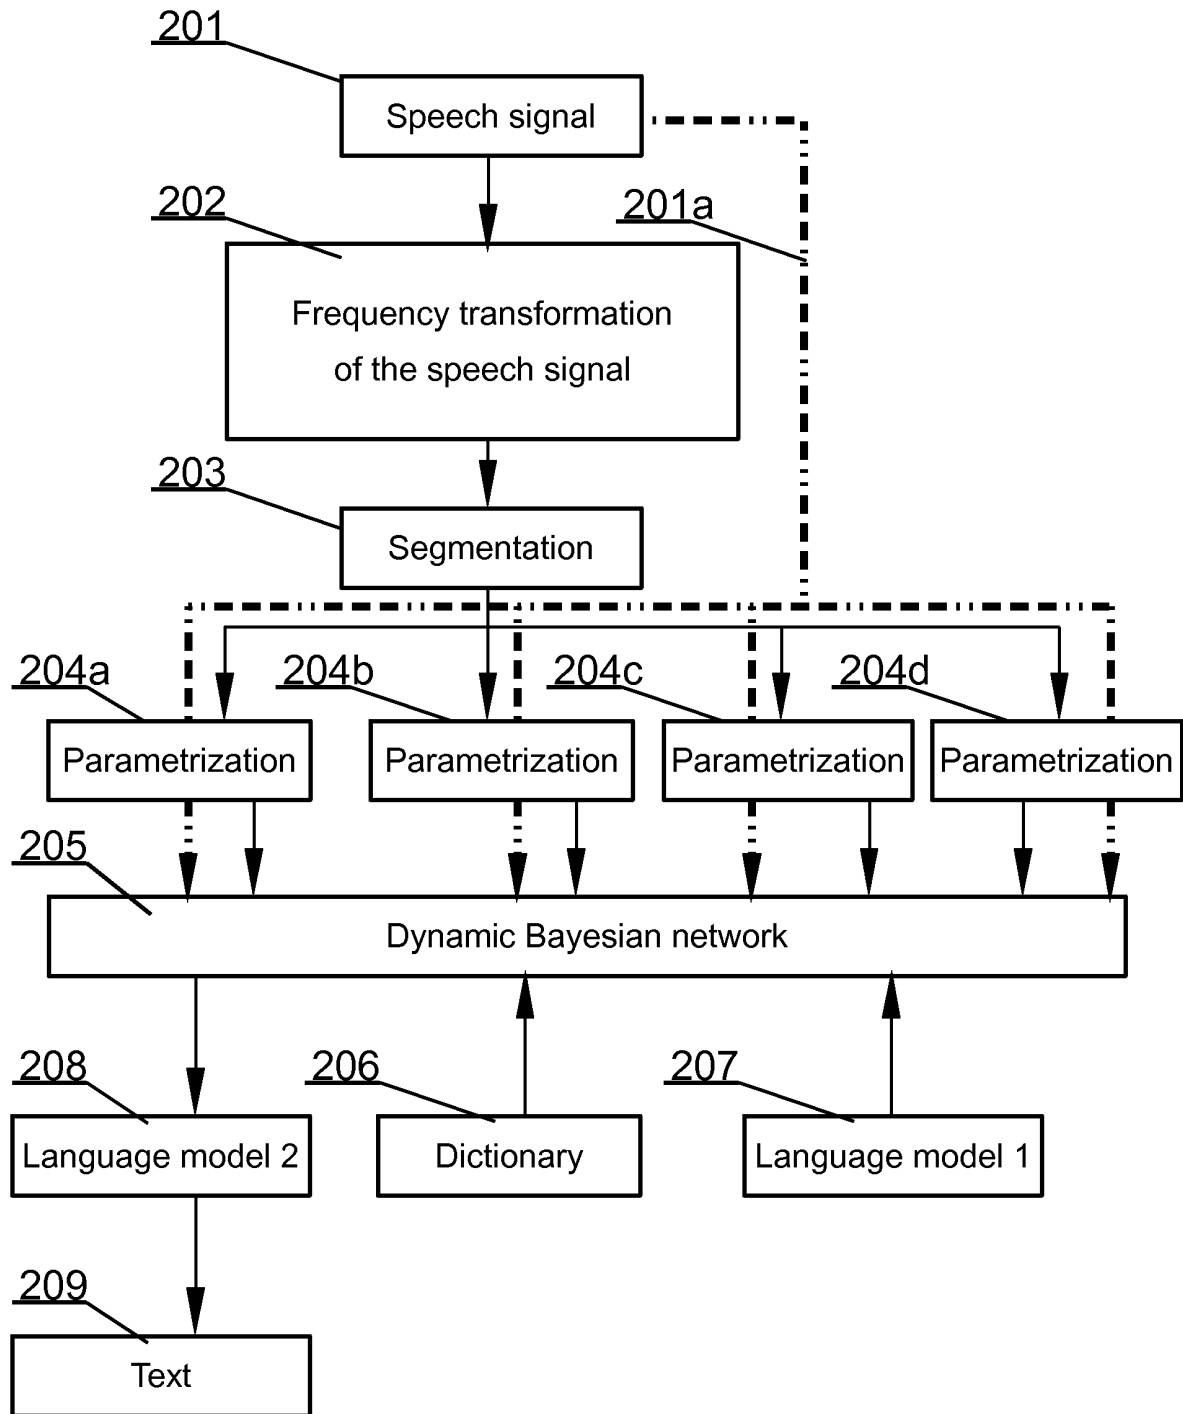 201
Speech signal
202
201a
Frequency transformation
of the speech signal
203
Segmentation
204a
204b
204c
204d
Parametrization
Parametrization
Parametrization
Parametrization
205
Dynamic Bayesian network
208
206
207
Language model 2
Dictionary
Language model 1
209
Text